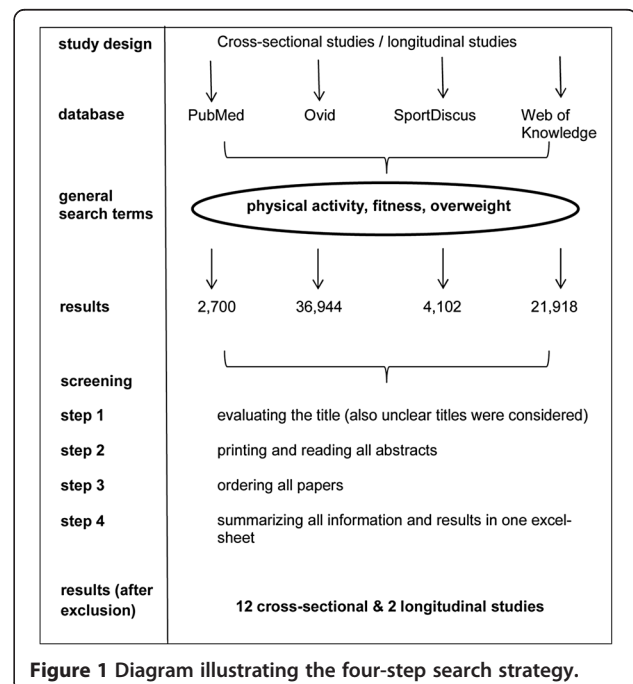 study design Cross-sectional studies / longitudinal studies
database PubMed Ovid SportDiscus Web of
Knowledge
general
search terms physical activity, fitness, overweight
results 2,700 36,944 4,102 21,918
screening
step 1 evaluating the title (also unclear titles were considered)
step 2 printing and reading all abstracts
step 3 ordering all papers
step 4 summarizing all information and results in one excel-
sheet
results (after
exclusion) 12 cross-sectional & 2 longitudinal studies
Figure 1 Diagram illustrating the four-step search strategy.